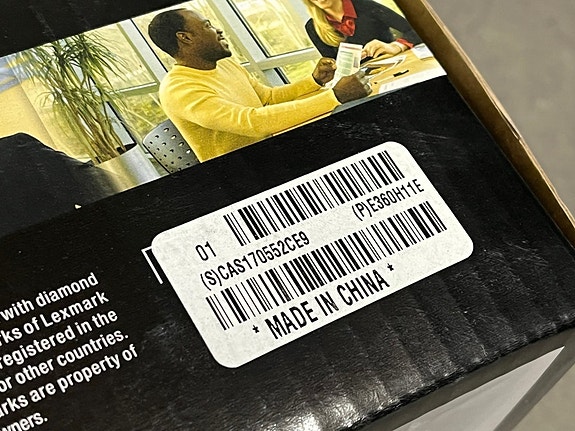 01
(S)CAS170552CE9
(P)E360H11E
* MADE IN CHINA *
with diamond
rks of Lexmark
registered in the
or other countries.
arks are property of
wners.